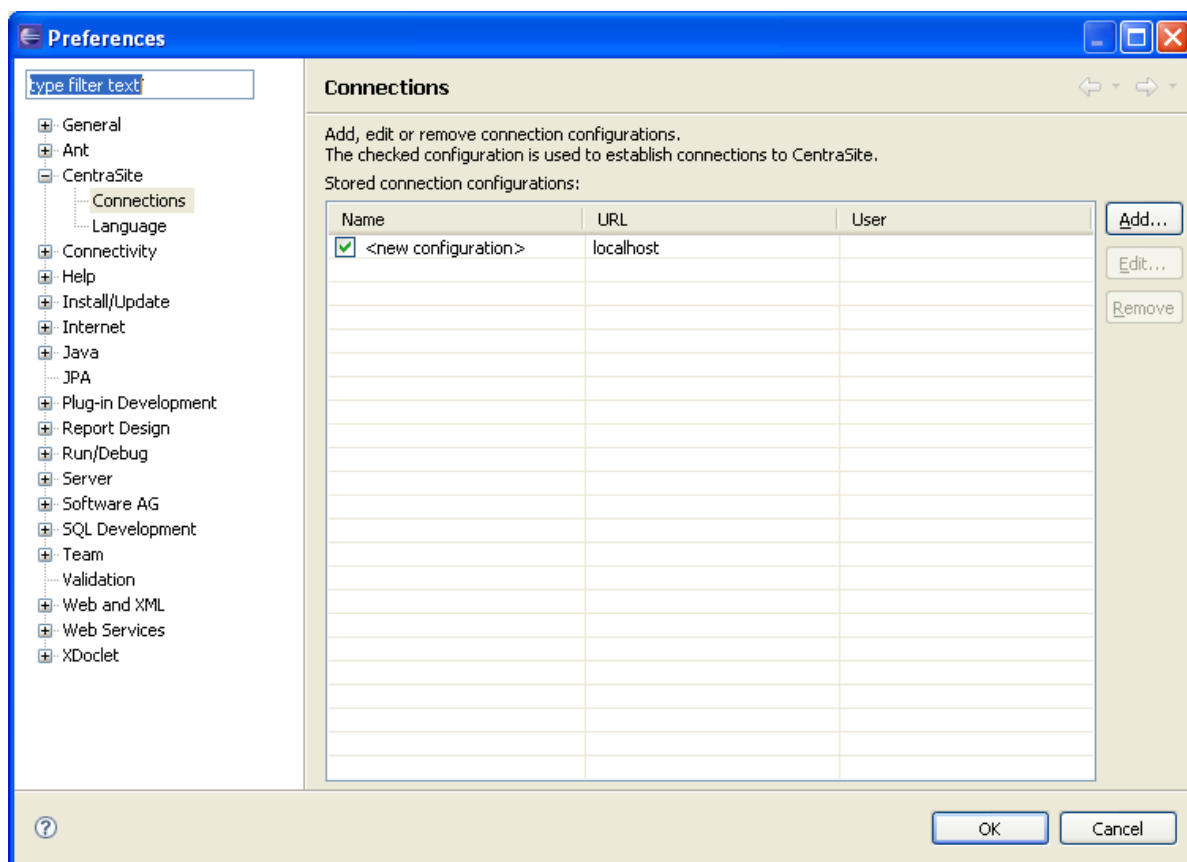 Preferences
type filter text
Connections
General
Ant
CentraSite
Connections
Language
Connectivity
Help
Install/Update
Internet
Java
JPA
Plug-in Development
Report Design
Run/Debug
Server
Software AG
SQL Development
Team
Validation
Web and XML
Web Services
XDoclet
Add, edit or remove connection configurations.
The checked configuration is used to establish connections to CentraSite.
Stored connection configurations:
Name URL User
<new configuration> localhost
Add...
Edit...
Remove
OK Cancel